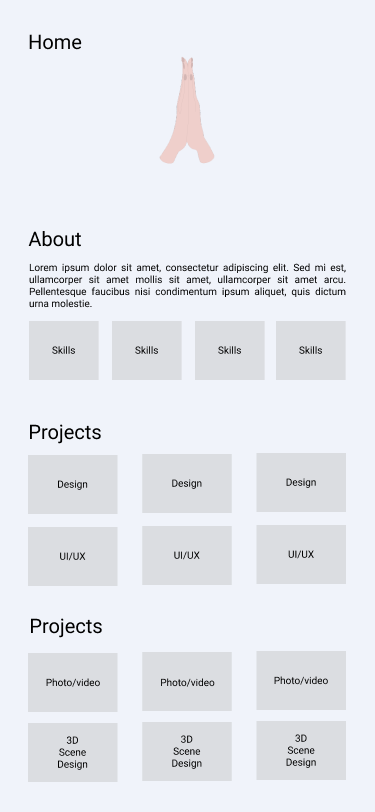 Home
About
Lorem ipsum dolor sit amet, consectetur adipiscing elit. Sed mi est,
ullamcorper sit amet mollis sit amet, ullamcorper sit amet arcu.
Pellentesque faucibus nisi condimentum ipsum aliquet, quis dictum
urna molestie.
Skills Skills Skills Skills
Projects
Design Design Design
UI/UX UI/UX UI/UX
Projects
Photo/video Photo/video Photo/video
3D
Scene
Design
3D
Scene
Design
3D
Scene
Design